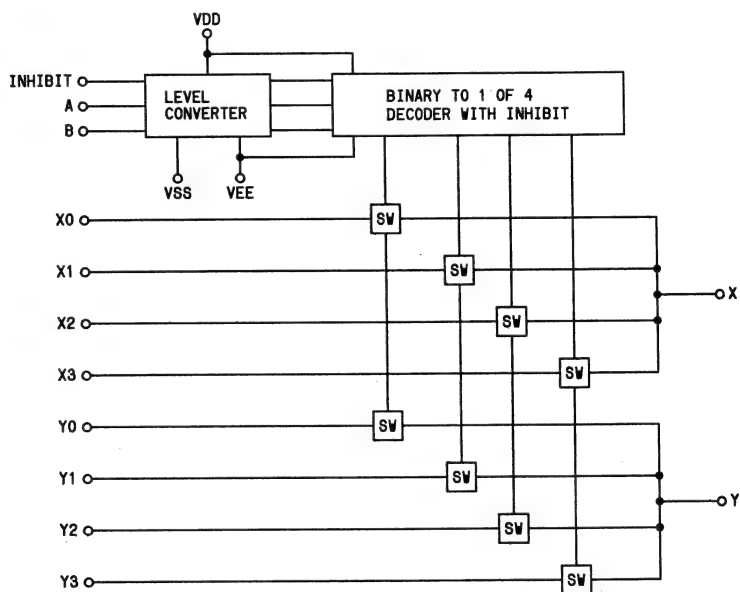 VDD
INHIBIT
A
B
LEVEL
CONVERTER
BINARY TO 1 OF 4
DECODER WITH INHIBIT
VSS
VEE
X0
SW
X1
SW
X
X2
SW
X3
SW
Y0
SW
Y1
SW
Y
Y2
SW
Y3
SW